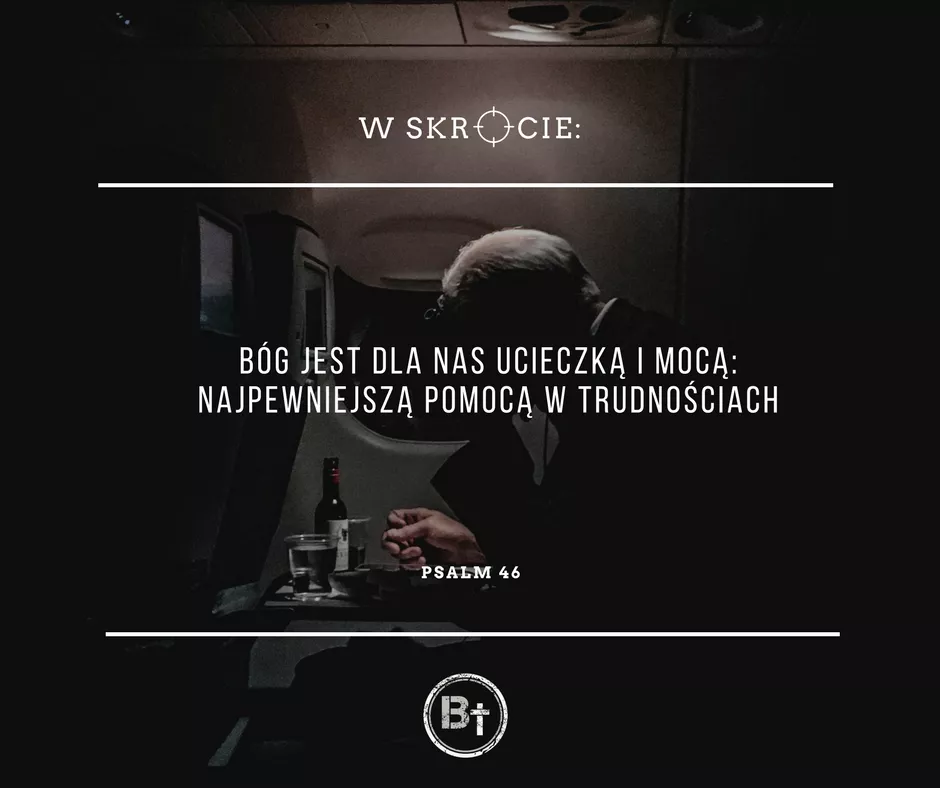 W SKRÓCIE:
BÓG JEST DLA NAS UCIECZKĄ I MOCĄ:
NAJPEWNIEJSZĄ POMOCĄ W TRUDNOŚCIACH
PSALM 46
Bt